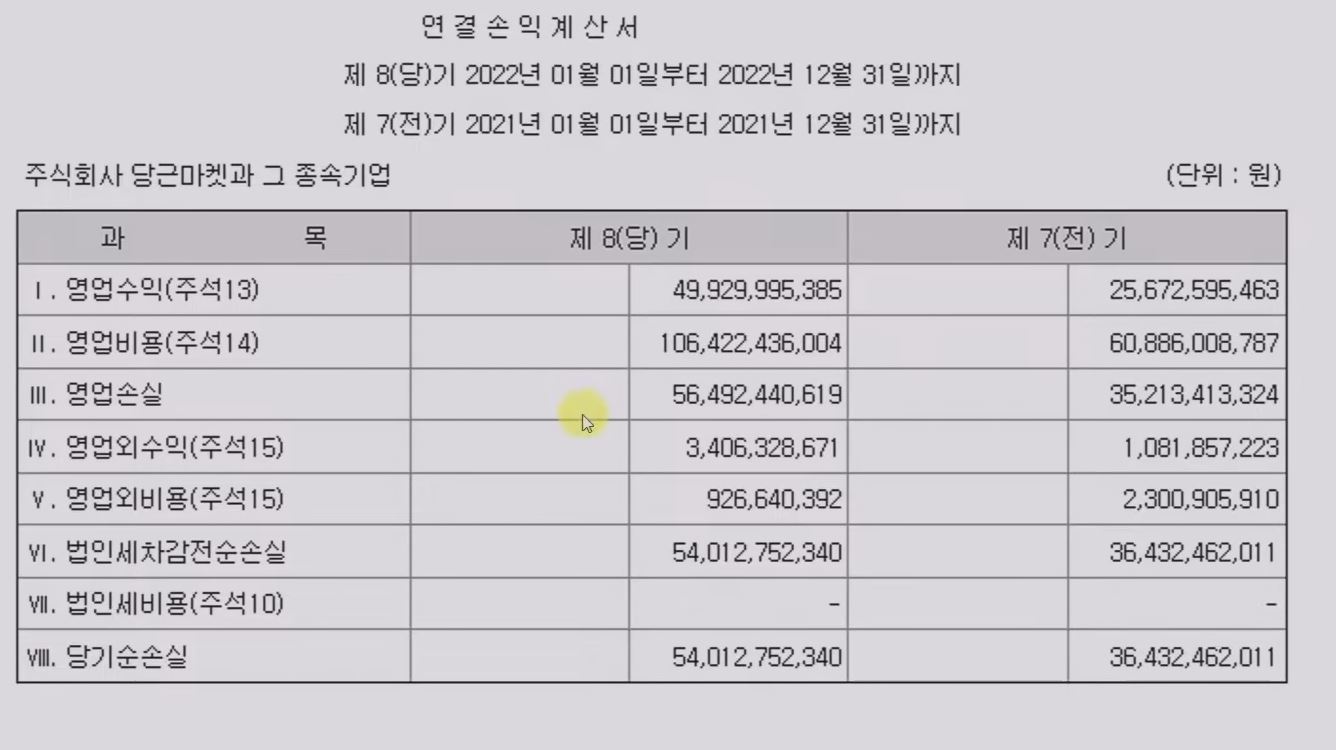 연 결 손 익 계 산 서
제 8(당)기 2022년 01월 01일부터 2022년 12월 31일까지
제 7(전)기 2021년 01월 01일부터 2021년 12월 31일까지
주식회사 당근마켓과 그 종속기업 (단위 : 원)
과 목 제 8(당) 기 제 7(전) 기
Ⅰ. 영업수익(주석13) 49,929,995,385 25,672,595,463
Ⅱ. 영업비용(주석14) 106,422,436,004 60,886,008,787
Ⅲ. 영업손실 56,492,440,619 35,213,413,324
Ⅳ. 영업외수익(주석15) 3,406,328,671 1,081,857,223
Ⅴ. 영업외비용(주석15) 926,640,392 2,300,905,910
Ⅵ. 법인세차감전순손실 54,012,752,340 36,432,462,011
Ⅶ. 법인세비용(주석10) - -
Ⅷ. 당기순손실 54,012,752,340 36,432,462,011